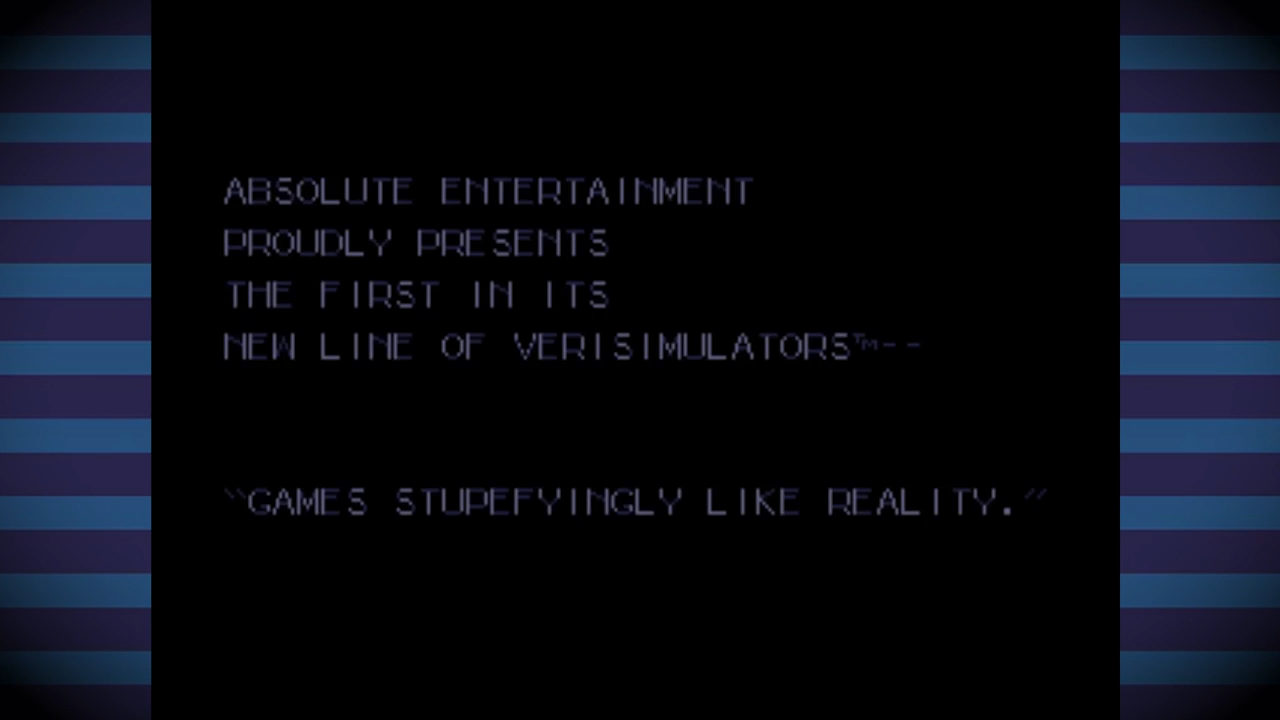 ABSOLUTE ENTERTAINMENT
PROUDLY PRESENTS
THE FIRST IN ITS
NEW LINE OF VERISIMULATORS™--
“GAMES STUPEFYINGLY LIKE REALITY.”